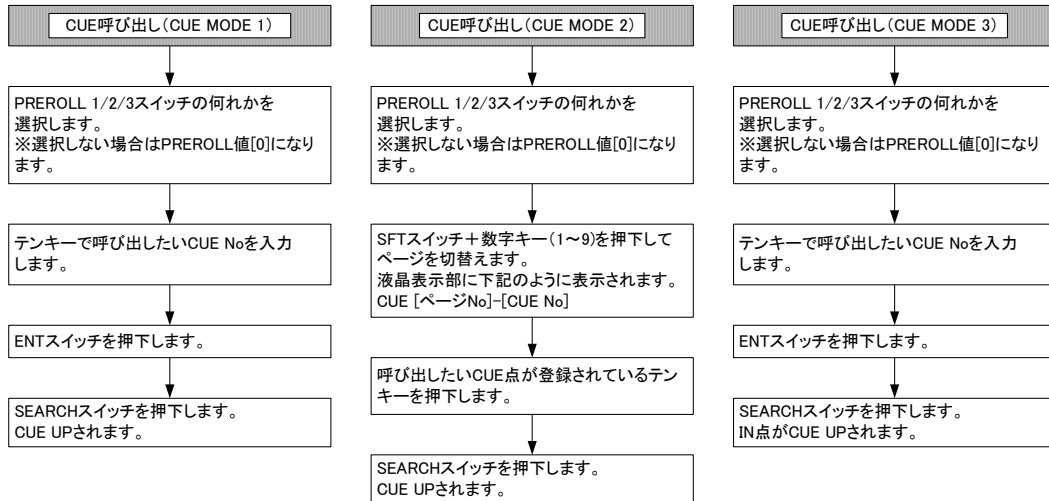 CUE呼び出し(CUE MODE 1)
PREROLL 1/2/3スイッチの何れかを
選択します。
※選択しない場合はPREROLL値[0]になり
ます。
テンキーで呼び出したいCUE Noを入力
します。
ENTスイッチを押下します。
SEARCHスイッチを押下します。
CUE UPされます。
CUE呼び出し(CUE MODE 2)
PREROLL 1/2/3スイッチの何れかを
選択します。
※選択しない場合はPREROLL値[0]になり
ます。
SFTスイッチ+数字キー(1~9)を押下して
ページを切替えます。
液晶表示部に下記のように表示されます。
CUE [ページNo]-[CUE No]
呼び出したいCUE点が登録されているテン
キーを押下します。
SEARCHスイッチを押下します。
CUE UPされます。
CUE呼び出し(CUE MODE 3)
PREROLL 1/2/3スイッチの何れかを
選択します。
※選択しない場合はPREROLL値[0]になり
ます。
テンキーで呼び出したいCUE Noを入力
します。
ENTスイッチを押下します。
SEARCHスイッチを押下します。
IN点がCUE UPされます。